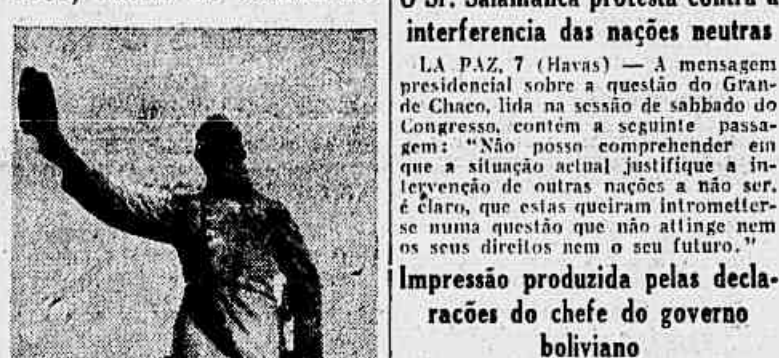 O Sr. Salamanca protesta contra a
interferencia das nações neutras
LA PAZ, 7 (Havas) — A mensagem
presidencial sobre a questão do Gran-
de Chaco, lida na sessão de sabbado do
Congresso, contém a seguinte passa-
gem: "Não posso comprehender em
que a situação actual justifique a in-
tervenção de outras nações a não ser,
é claro, que estas queiram intrometter-
se numa questão que não attinge nem
os seus direitos nem o seu futuro."
Impressão produzida pelas decla-
racões do chefe do governo
boliviano